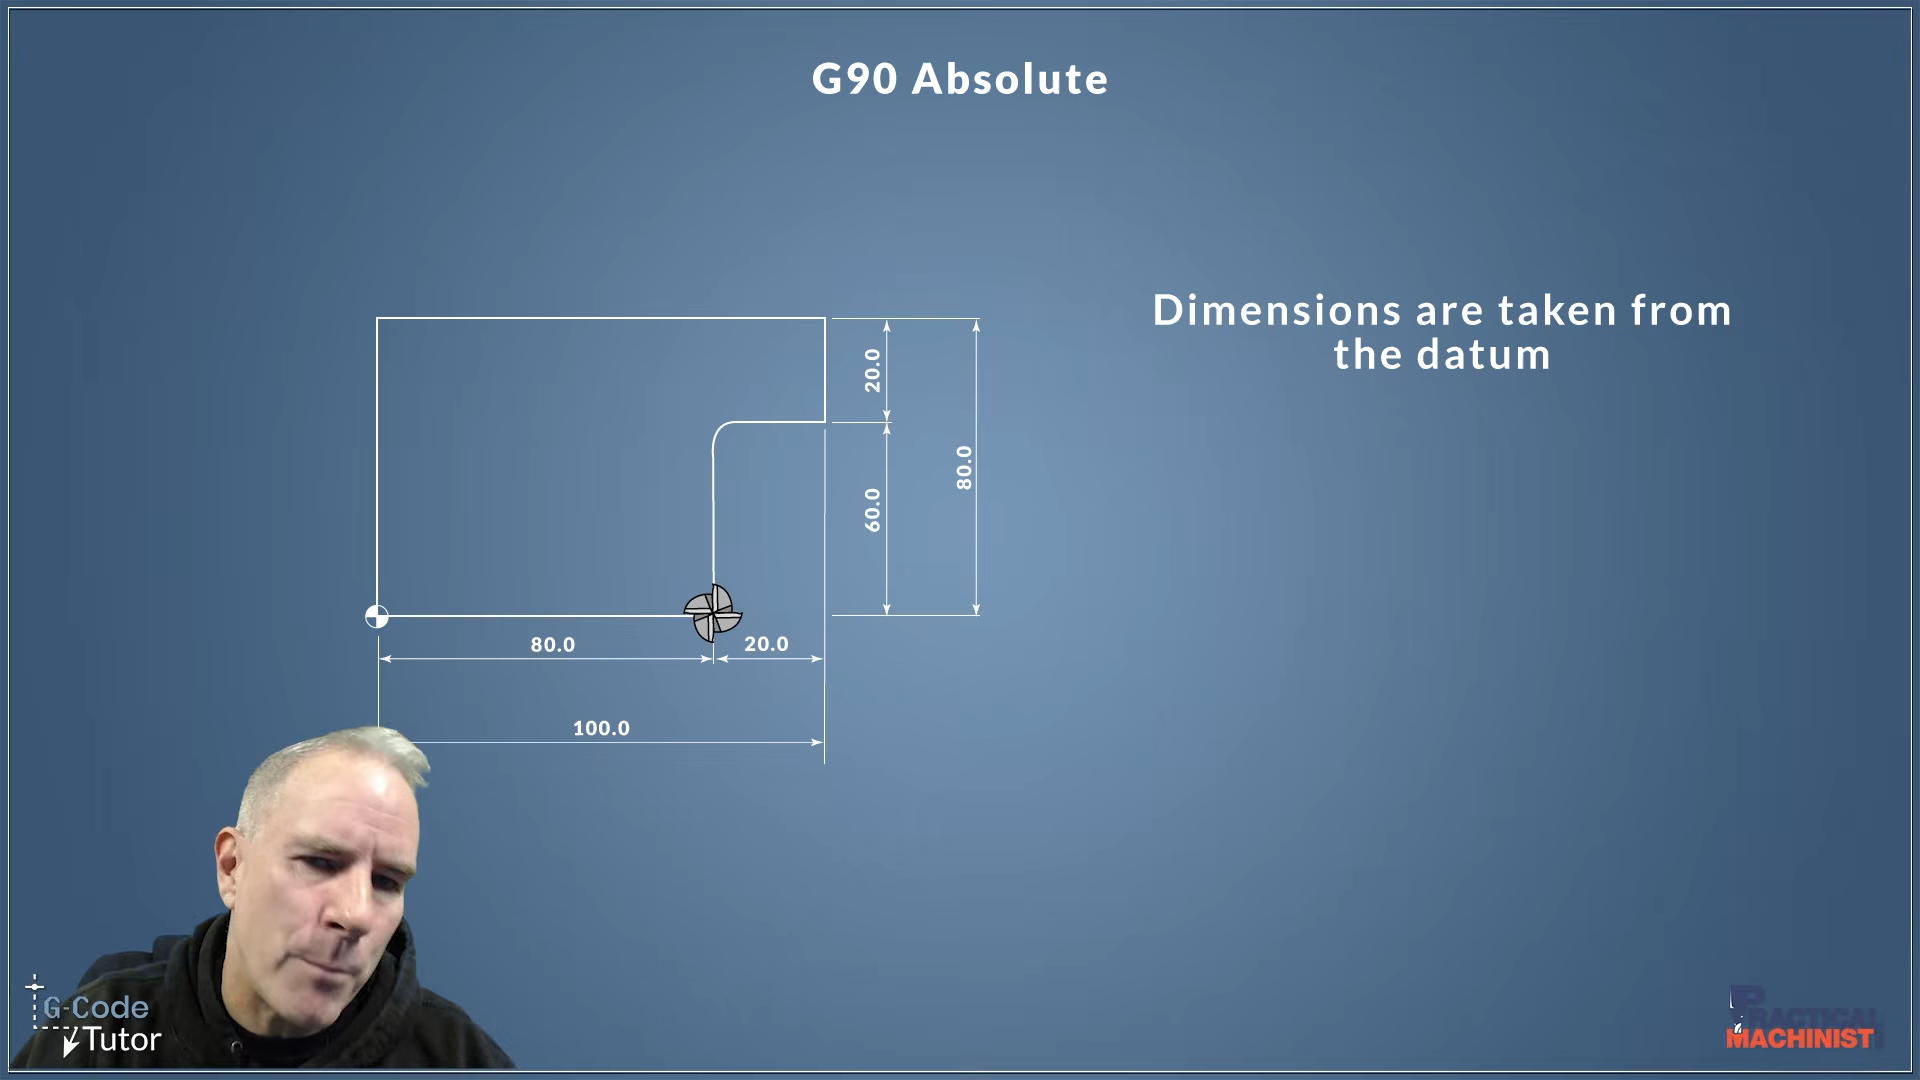 G90 Absolute
Dimensions are taken from
the datum
20.0
80.0
60.0
80.0
20.0
100.0
G-Code
Tutor
PRACTICAL
MACHINIST